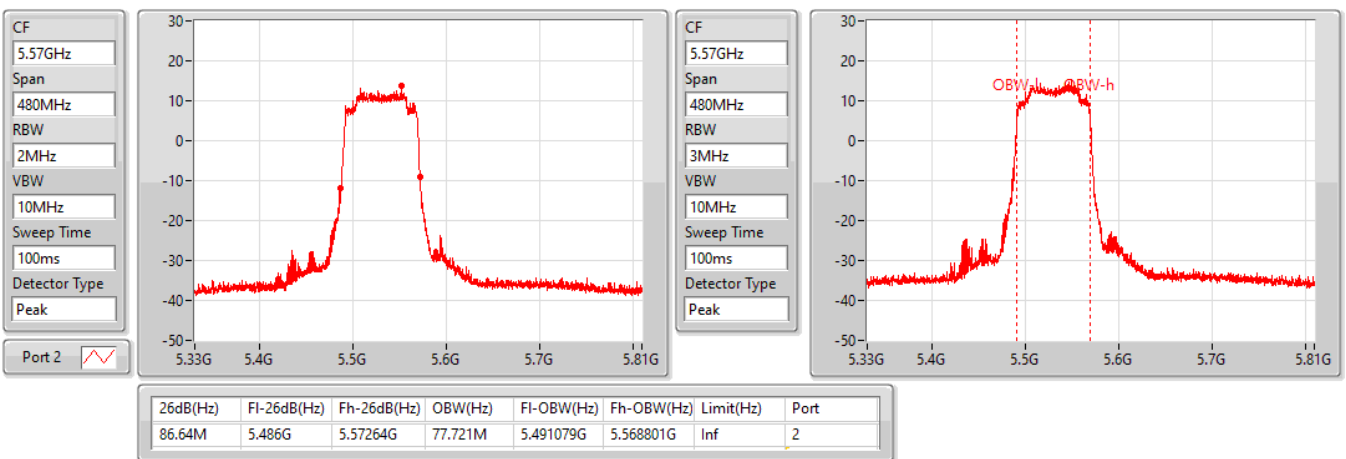 CF
5.57GHz
Span
480MHz
RBW
2MHz
VBW
10MHz
Sweep Time
100ms
Detector Type
Peak
Port 2
30
20
10
0
-10
-20
-30
-40
-50
5.33G 5.4G 5.5G 5.6G 5.7G 5.81G
CF
5.57GHz
Span
480MHz
RBW
3MHz
VBW
10MHz
Sweep Time
100ms
Detector Type
Peak
30
20
10
0
-10
-20
-30
-40
-50
OBW-l OBW-h
5.33G 5.4G 5.5G 5.6G 5.7G 5.81G
26dB(Hz) Fl-26dB(Hz) Fh-26dB(Hz) OBW(Hz) Fl-OBW(Hz) Fh-OBW(Hz) Limit(Hz) Port
86.64M 5.486G 5.57264G 77.721M 5.491079G 5.568801G Inf 2